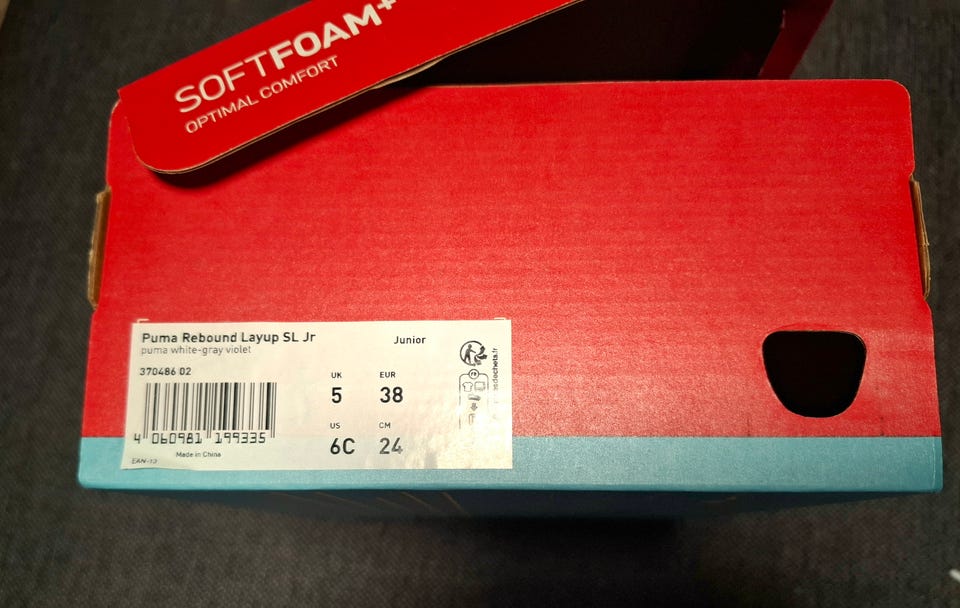 SOFTFOAM+
OPTIMAL COMFORT
Puma Rebound Layup SL Jr
Junior
puma white-gray violet
370486 02
UK
EUR
5
38
US
CM
6C
24
4 060981 199335
EAN-13
Made in China
FR